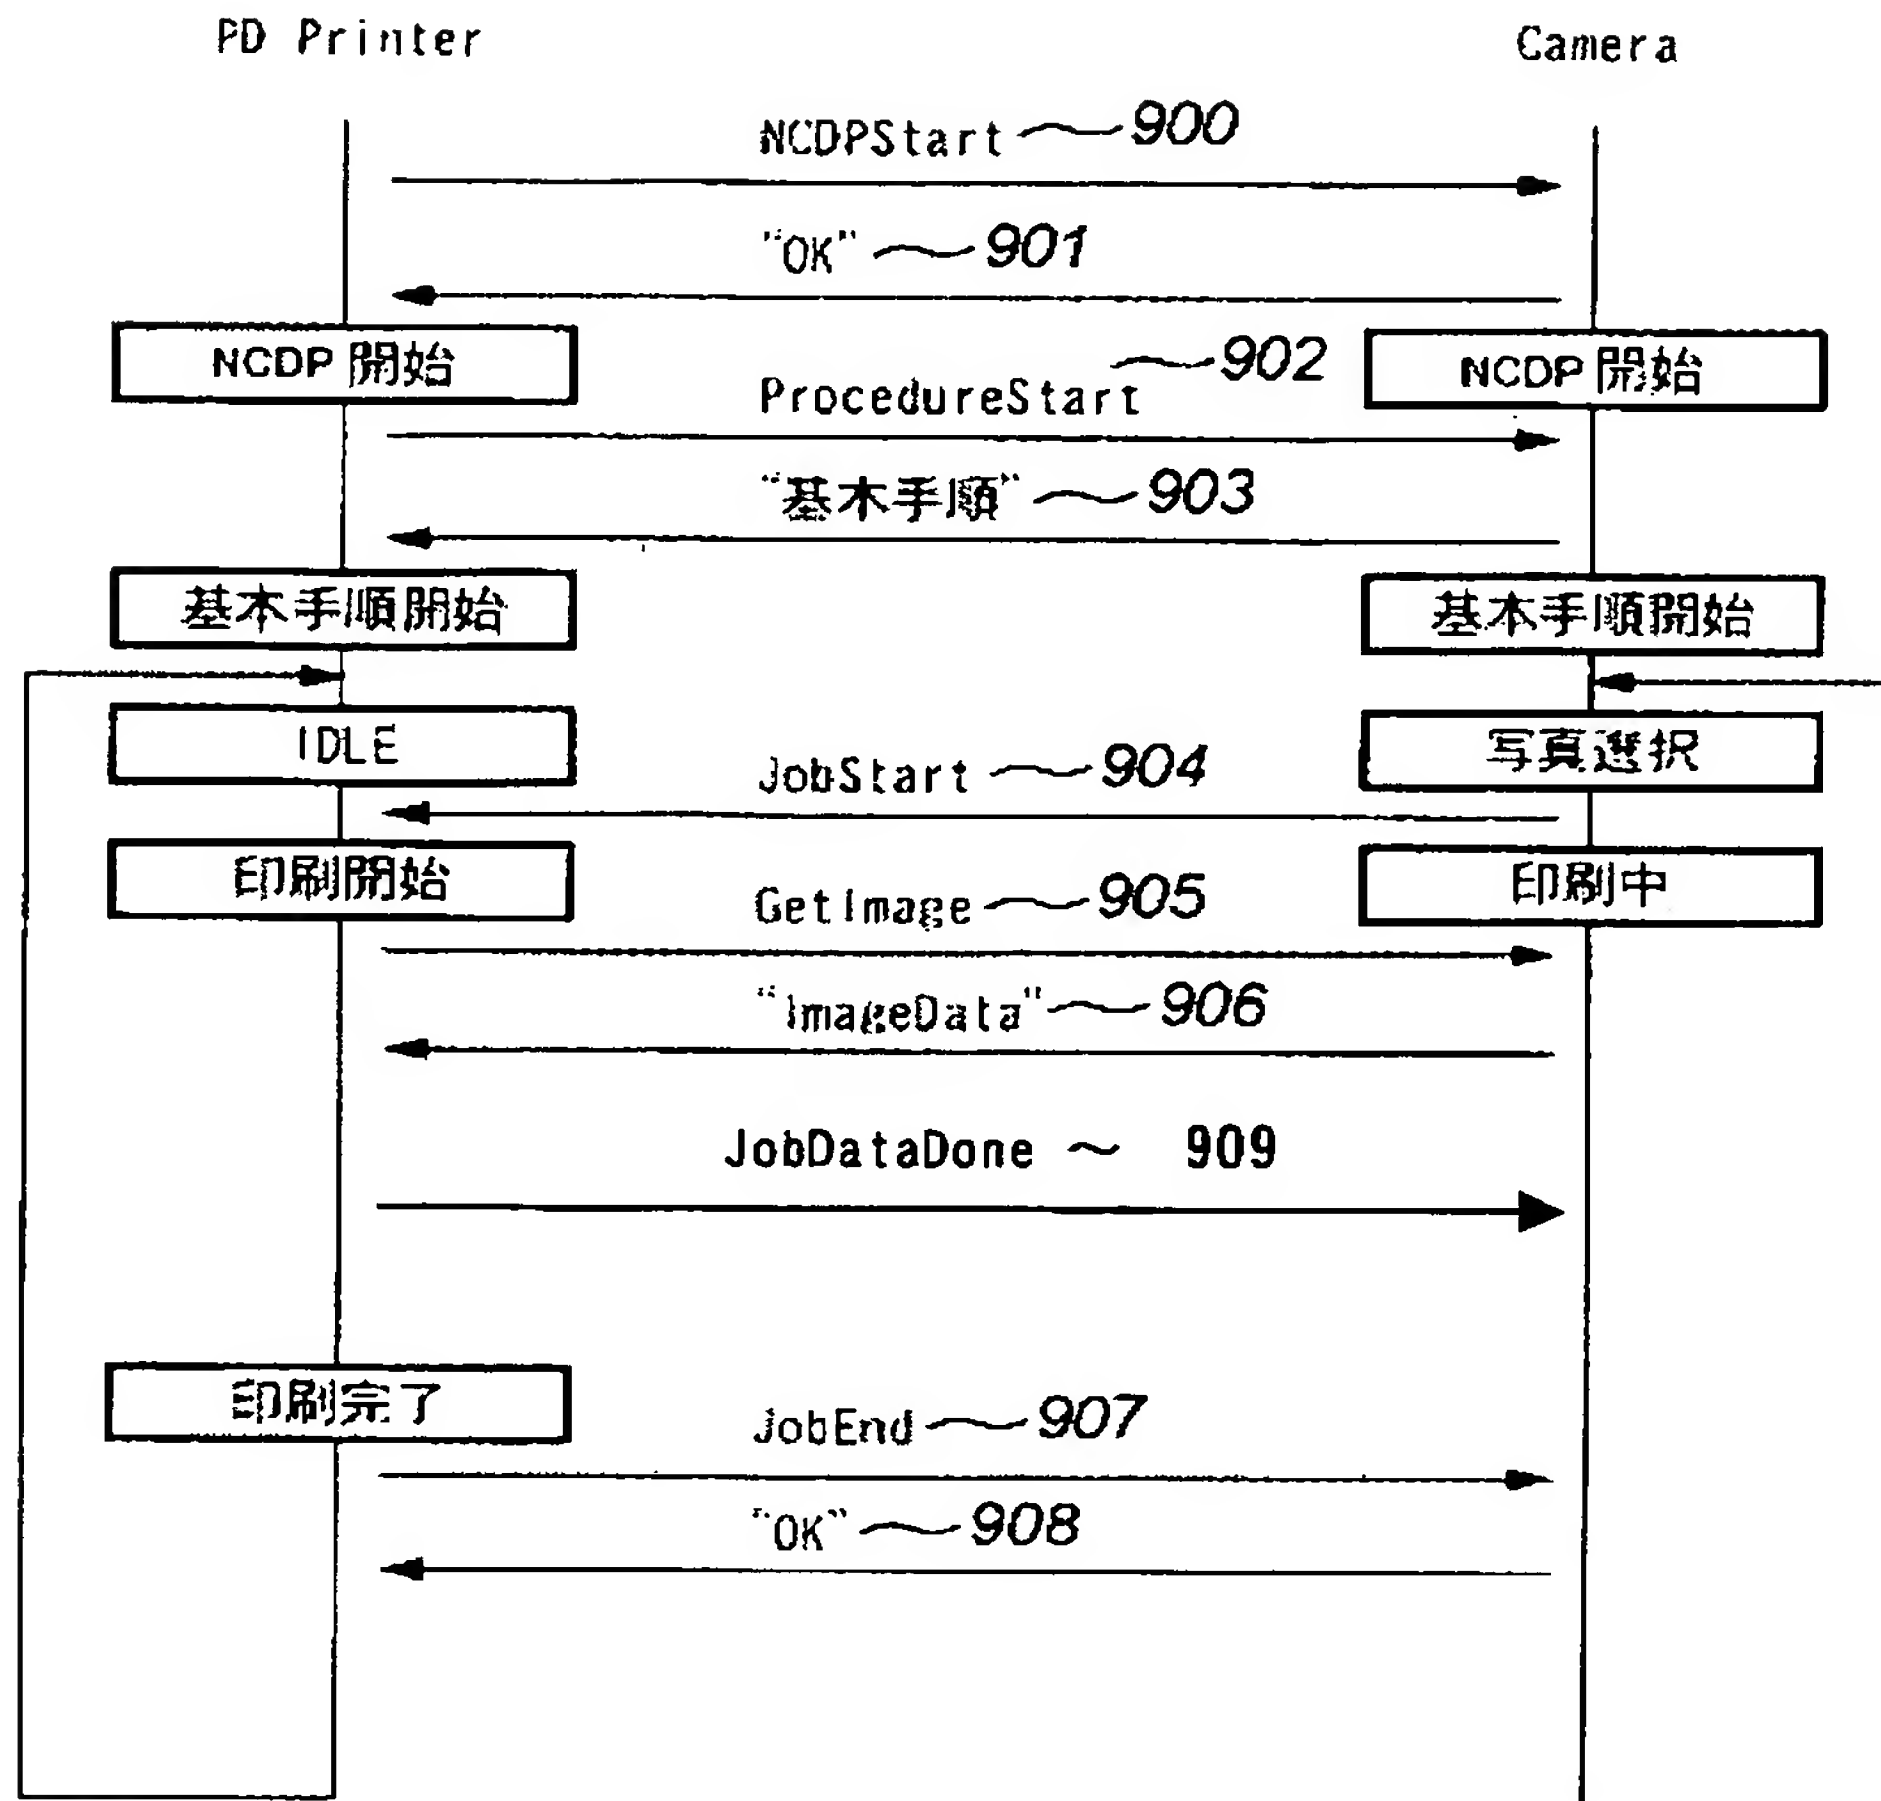 PD Printer
Camera
NCDPStart 900
"OK" 901
NCDP 開始
ProcedureStart 902
NCDP 開始
"基本手順" 903
基本手順開始
基本手順開始
IDLE
写真選択
JobStart 904
印刷開始
印刷中
GetImage 905
"ImageData" 906
JobDataDone ~ 909
印刷完了
JobEnd 907
"OK" 908